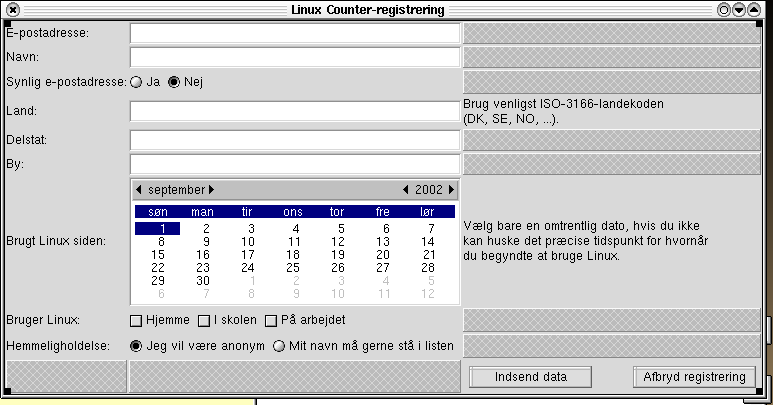 Linux Counter-registrering
E-postadresse:
Navn:
Synlig e-postadresse: Ja Nej
Land: Brug venligst ISO-3166-landekoden
(DK, SE, NO, ...).
Delstat:
By:
september 2002
søn man tir ons tor fre lør
1 2 3 4 5 6 7
8 9 10 11 12 13 14
15 16 17 18 19 20 21
22 23 24 25 26 27 28
29 30 1 2 3 4 5
6 7 8 9 10 11 12
Brugt Linux siden:
Vælg bare en omtrentlig dato, hvis du ikke
kan huske det præcise tidspunkt for hvornår
du begyndte at bruge Linux.
Bruger Linux: Hjemme I skolen På arbejdet
Hemmeligholdelse: Jeg vil være anonym Mit navn må gerne stå i listen
Indsend data Afbryd registrering